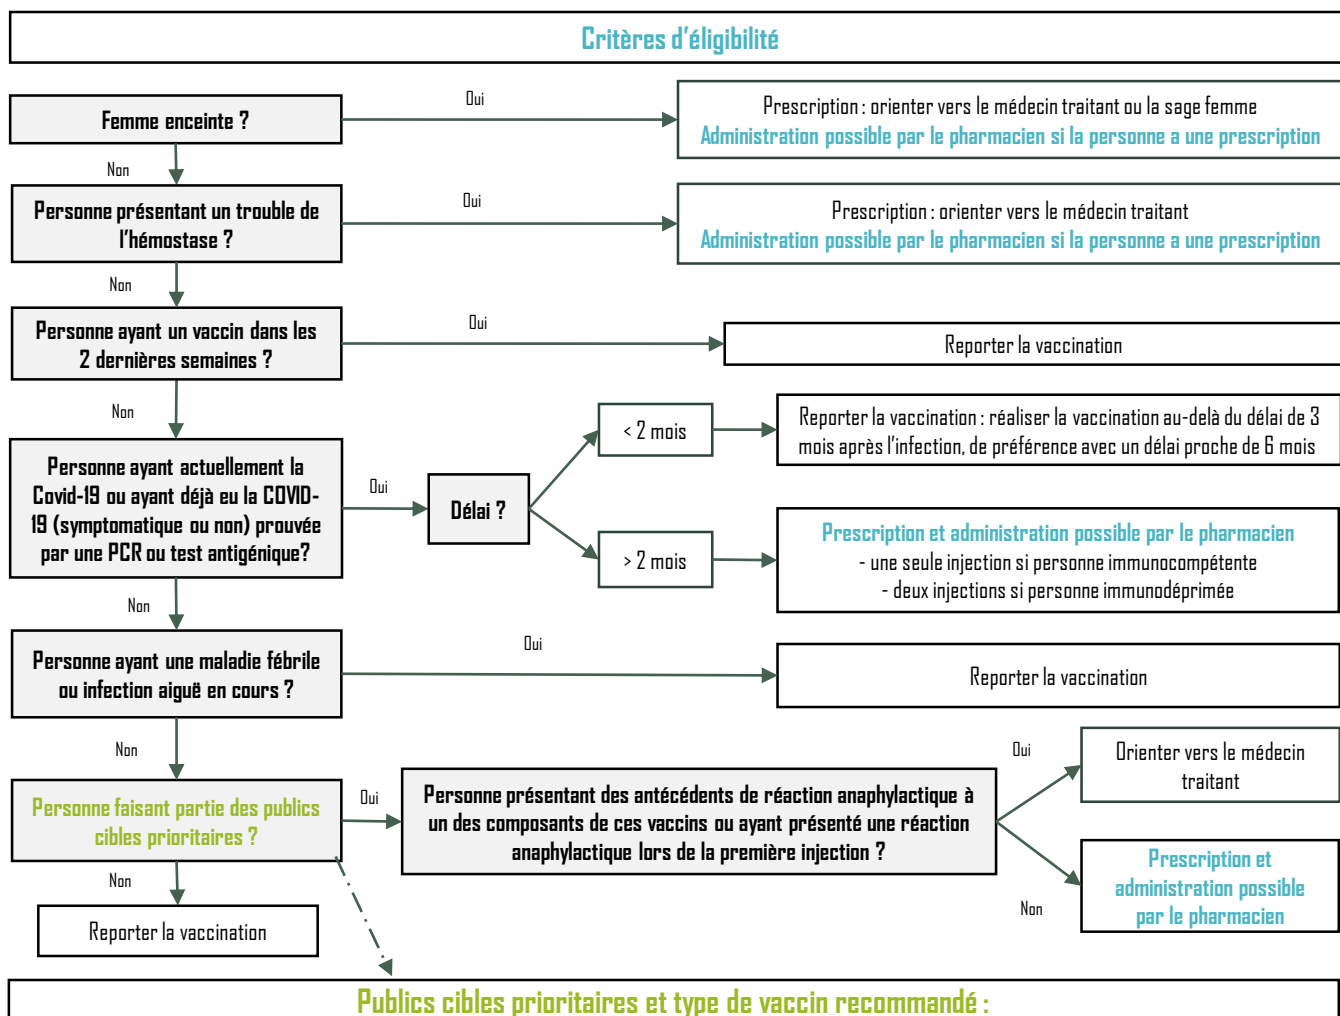 Critères d'éligibilité
Femme enceinte ?
Oui
Prescription : orienter vers le médecin traitant ou la sage femme
Administration possible par le pharmacien si la personne a une prescription
Non
Personne présentant un trouble de
l'hémostase ?
Oui
Prescription : orienter vers le médecin traitant
Administration possible par le pharmacien si la personne a une prescription
Non
Personne ayant un vaccin dans les
2 dernières semaines ?
Oui
Reporter la vaccination
Non
Personne ayant actuellement la
Covid-19 ou ayant déjà eu la COVID-
19 (symptomatique ou non) prouvée
par une PCR ou test antigénique?
Oui
Délai ?
< 2 mois
Reporter la vaccination : réaliser la vaccination au-delà du délai de 3
mois après l'infection, de préférence avec un délai proche de 6 mois
> 2 mois
Prescription et administration possible par le pharmacien
- une seule injection si personne immunocompétente
- deux injections si personne immunodéprimée
Non
Personne ayant une maladie fébrile
ou infection aiguë en cours ?
Oui
Reporter la vaccination
Non
Personne faisant partie des publics
cibles prioritaires ?
Oui
Personne présentant des antécédents de réaction anaphylactique à
un des composants de ces vaccins ou ayant présenté une réaction
anaphylactique lors de la première injection ?
Oui
Orienter vers le médecin
traitant
Non
Prescription et
administration possible
par le pharmacien
Non
Reporter la vaccination
Publics cibles prioritaires et type de vaccin recommandé :